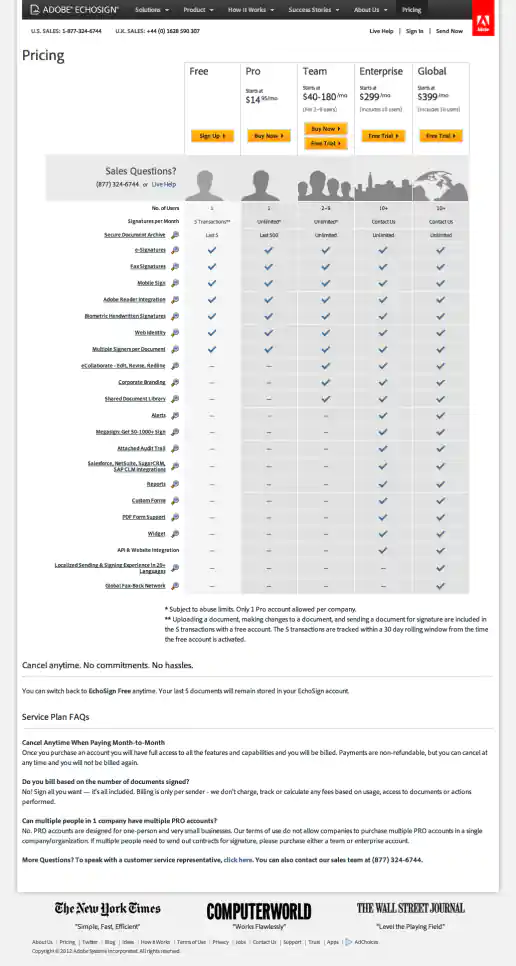 ADOBE® ECHOSIGN®
Solutions Product How It Works Success Stories About Us Pricing
U.S. SALES: 1-877-324-6744 U.K. SALES: +44 (0) 1628 590 307
Live Help | Sign In | Send Now
Adobe
Pricing
Free Pro Team Enterprise Global
Starts at $14.95/mo
Starts at $40-180/mo (For 2-9 users)
Starts at $299/mo (Includes 10 users)
Starts at $399/mo (Includes 10 users)
Sign Up Buy Now Buy Now Free Trial Free Trial
Free Trial
Sales Questions?
(877) 324-6744 or Live Help
No. of Users 1 1 2-9 10+ 10+
Signatures per Month 5 Transactions** Unlimited* Unlimited* Contact Us Contact Us
Secure Document Archive Last 5 Last 500 Unlimited Unlimited Unlimited
e-Signatures ✓ ✓ ✓ ✓ ✓
Fax Signatures ✓ ✓ ✓ ✓ ✓
Mobile Sign ✓ ✓ ✓ ✓ ✓
Adobe Reader Integration ✓ ✓ ✓ ✓ ✓
Biometric Handwritten Signatures ✓ ✓ ✓ ✓ ✓
Web Identity ✓ ✓ ✓ ✓ ✓
Multiple Signers per Document ✓ ✓ ✓ ✓ ✓
eCollaborate - Edit, Revise, Redline – – ✓ ✓ ✓
Corporate Branding – – ✓ ✓ ✓
Shared Document Library – – ✓ ✓ ✓
Alerts – – – ✓ ✓
Megasign: Get 50-1000+ Sign – – – ✓ ✓
Attached Audit Trail – – – ✓ ✓
Salesforce, NetSuite, SugarCRM,
SAP CLM Integrations – – – ✓ ✓
Reports – – – ✓ ✓
Custom Forms – – – ✓ ✓
PDF Form Support – – – ✓ ✓
Widget – – – ✓ ✓
API & Website Integration – – – ✓ ✓
Localized Sending & Signing Experience in 20+
Languages – – – – ✓
Global Fax-Back Network – – – – ✓
* Subject to abuse limits. Only 1 Pro account allowed per company.
** Uploading a document, making changes to a document, and sending a document for signature are included in
the 5 transactions with a free account. The 5 transactions are tracked within a 30 day rolling window from the time
the free account is activated.
Cancel anytime. No commitments. No hassles.
You can switch back to EchoSign Free anytime. Your last 5 documents will remain stored in your EchoSign account.
Service Plan FAQs
Cancel Anytime When Paying Month-to-Month
Once you purchase an account you will have full access to all the features and capabilities and you will be billed. Payments are non-refundable, but you can cancel at
any time and you will not be billed again.
Do you bill based on the number of documents signed?
No! Sign all you want — it's all included. Billing is only per sender - we don't charge, track or calculate any fees based on usage, access to documents or actions
performed.
Can multiple people in 1 company have multiple PRO accounts?
No. PRO accounts are designed for one-person and very small businesses. Our terms of use do not allow companies to purchase multiple PRO accounts in a single
company/organization. If multiple people need to send out contracts for signature, please purchase either a team or enterprise account.
More Questions? To speak with a customer service representative, click here. You can also contact our sales team at (877) 324-6744.
The New York Times COMPUTERWORLD THE WALL STREET JOURNAL
"Simple, Fast, Efficient" "Works Flawlessly" "Level the Playing Field"
About Us | Pricing | Twitter | Blog | Ideas | How It Works | Terms of Use | Privacy | Jobs | Contact Us | Support | Trust | Apps | AdChoices
Copyright © 2012 Adobe Systems Incorporated. All rights reserved.